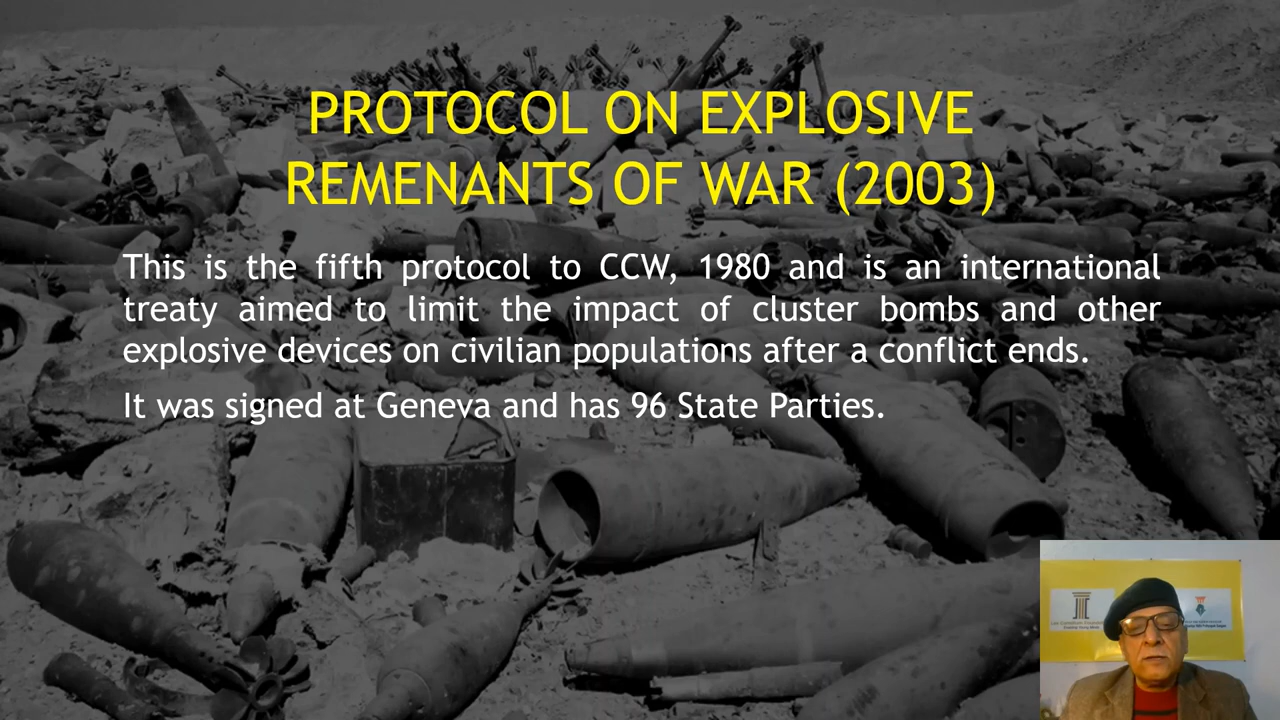 PROTOCOL ON EXPLOSIVE
REMENANTS OF WAR (2003)
This is the fifth protocol to CCW, 1980 and is an international
treaty aimed to limit the impact of cluster bombs and other
explosive devices on civilian populations after a conflict ends.
It was signed at Geneva and has 96 State Parties.